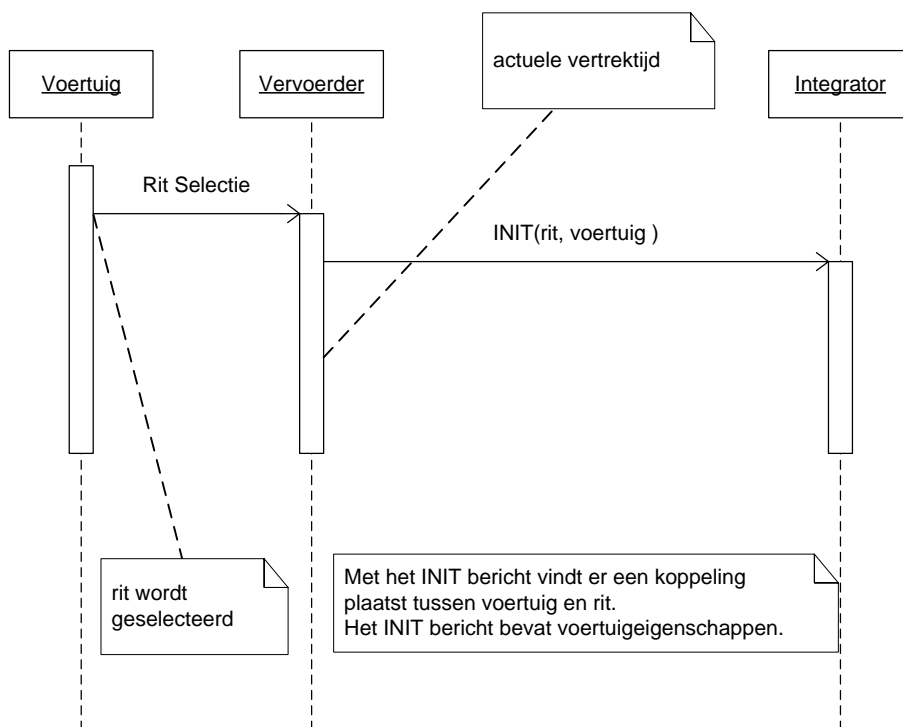 actuele vertrektijd
Voertuig
Vervoerder
Integrator
Rit Selectie
INIT(rit, voertuig )
rit wordt
geselecteerd
Met het INIT bericht vindt er een koppeling
plaatst tussen voertuig en rit.
Het INIT bericht bevat voertuigeigenschappen.